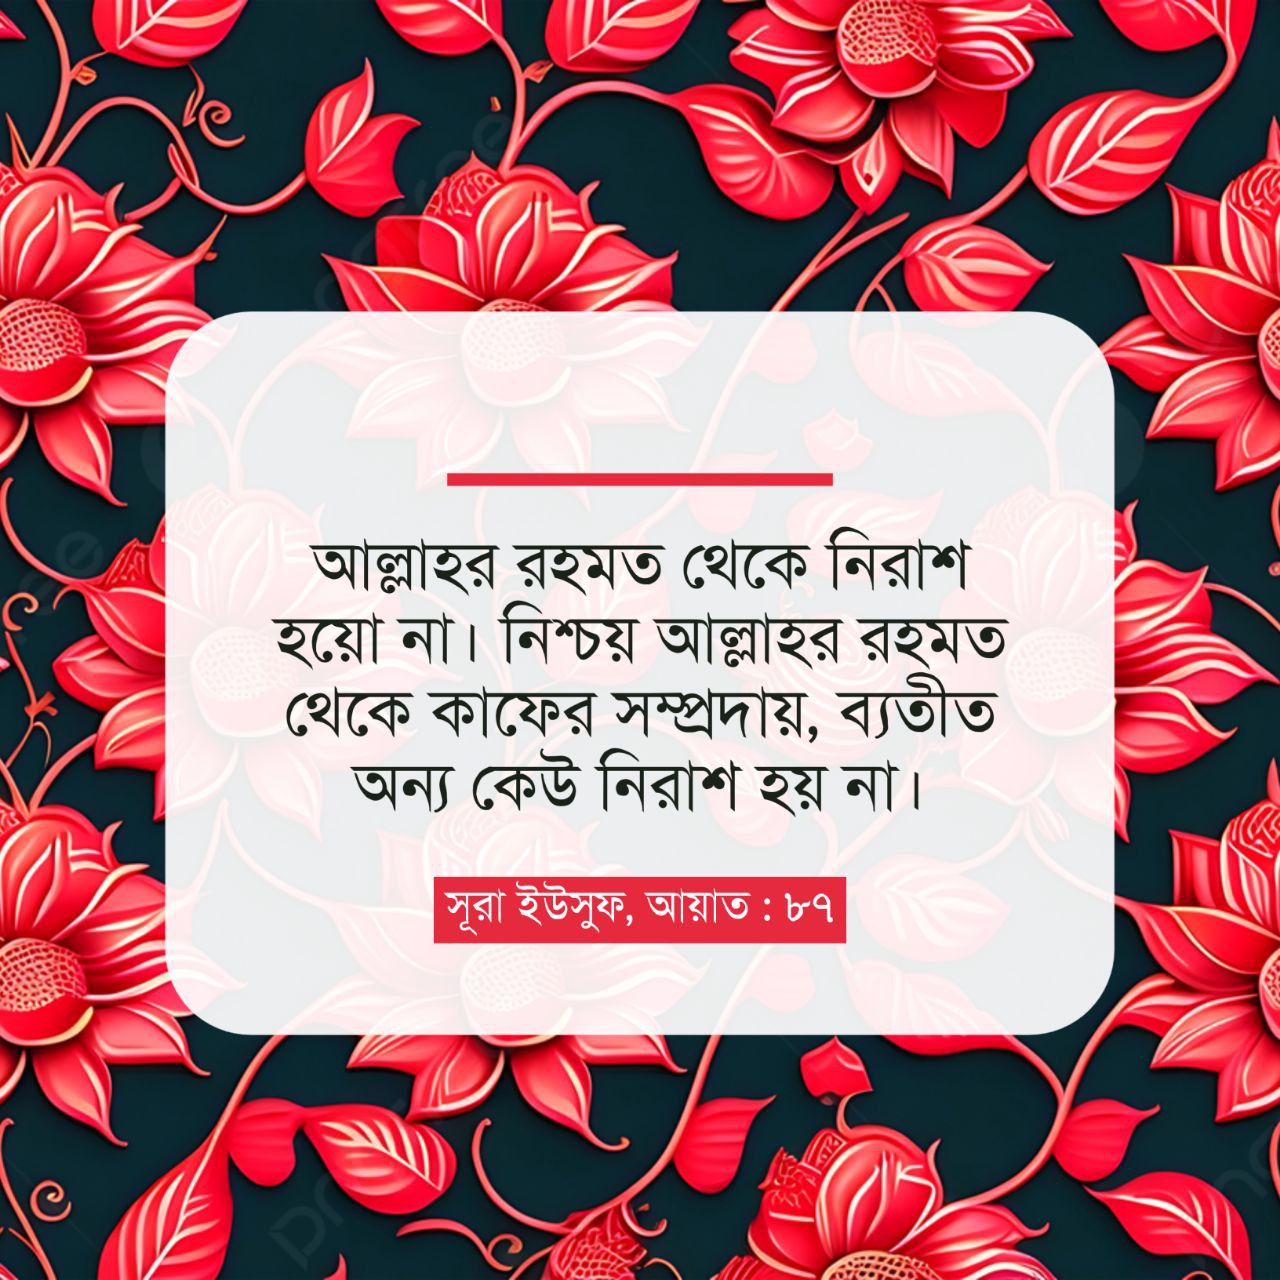 আল্লাহর রহমত থেকে নিরাশ
হয়ো না। নিশ্চয় আল্লাহর রহমত
থেকে কাফের সম্প্রদায়, ব্যতীত
অন্য কেউ নিরাশ হয় না।
সূরা ইউসুফ, আয়াত : ৮৭